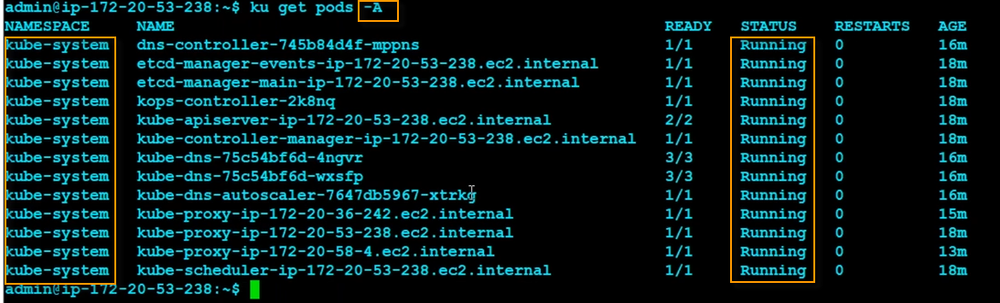 admin@ip-172-20-53-238:~$ ku get pods -A
NAMESPACE NAME READY STATUS RESTARTS AGE
kube-system dns-controller-745b84d4f-mppns 1/1 Running 0 16m
kube-system etcd-manager-events-ip-172-20-53-238.ec2.internal 1/1 Running 0 18m
kube-system etcd-manager-main-ip-172-20-53-238.ec2.internal 1/1 Running 0 18m
kube-system kops-controller-2k8nq 1/1 Running 0 18m
kube-system kube-apiserver-ip-172-20-53-238.ec2.internal 2/2 Running 0 18m
kube-system kube-controller-manager-ip-172-20-53-238.ec2.internal 1/1 Running 0 18m
kube-system kube-dns-75c54bf6d-4ngvr 3/3 Running 0 16m
kube-system kube-dns-75c54bf6d-wxsfp 3/3 Running 0 16m
kube-system kube-dns-autoscaler-7647db5967-xtrkg 1/1 Running 0 16m
kube-system kube-proxy-ip-172-20-36-242.ec2.internal 1/1 Running 0 15m
kube-system kube-proxy-ip-172-20-53-238.ec2.internal 1/1 Running 0 18m
kube-system kube-proxy-ip-172-20-58-4.ec2.internal 1/1 Running 0 13m
kube-system kube-scheduler-ip-172-20-53-238.ec2.internal 1/1 Running 0 18m
admin@ip-172-20-53-238:~$